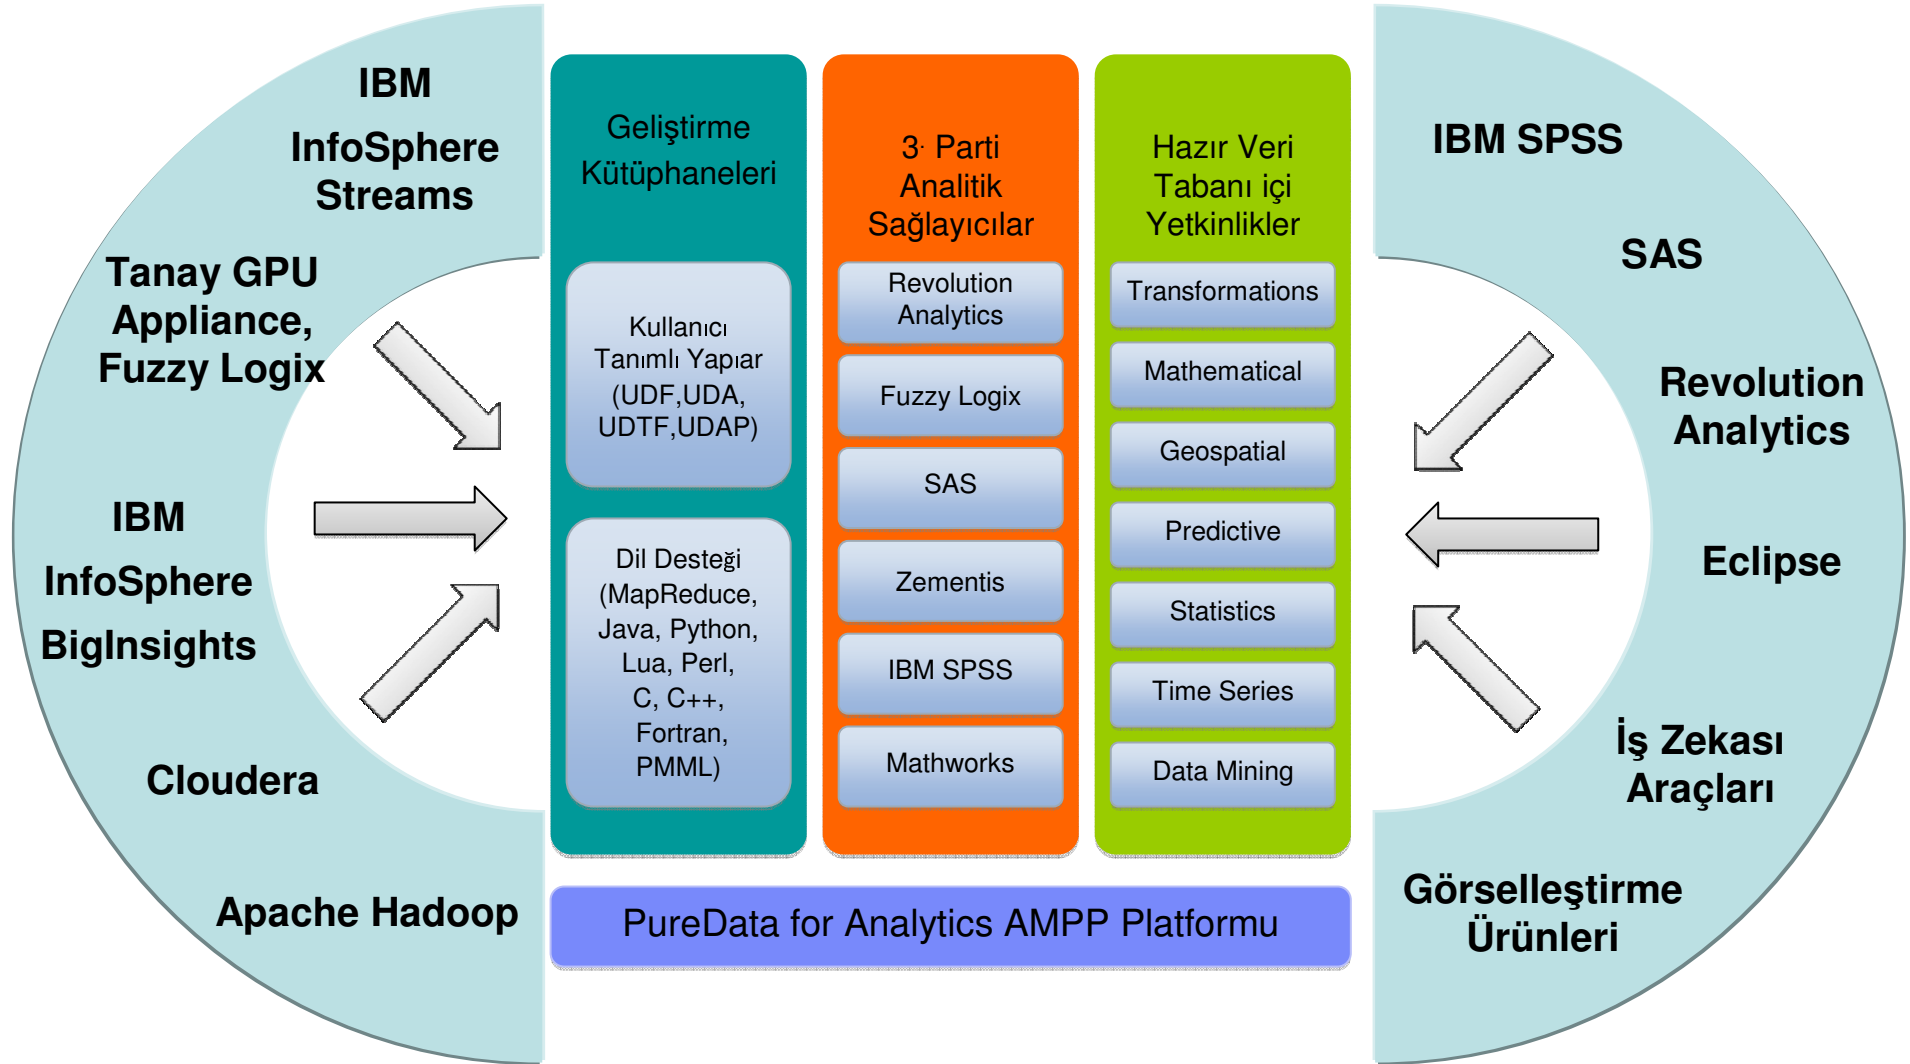 IBM
InfoSphere
Streams
Tanay GPU
Appliance,
Fuzzy Logix
IBM
InfoSphere
BigInsights
Cloudera
Apache Hadoop
Geliştirme
Kütüphaneleri
Kullanıcı
Tanımlı Yapıar
(UDF,UDA,
UDTF,UDAP)
Dil Desteği
(MapReduce,
Java, Python,
Lua, Perl,
C, C++,
Fortran,
PMML)
3. Parti
Analitik
Sağlayıcılar
Revolution
Analytics
Fuzzy Logix
SAS
Zementis
IBM SPSS
Mathworks
Hazır Veri
Tabanı içi
Yetkinlikler
Transformations
Mathematical
Geospatial
Predictive
Statistics
Time Series
Data Mining
PureData for Analytics AMPP Platformu
IBM SPSS
SAS
Revolution
Analytics
Eclipse
İş Zekası
Araçları
Görselleştirme
Ürünleri